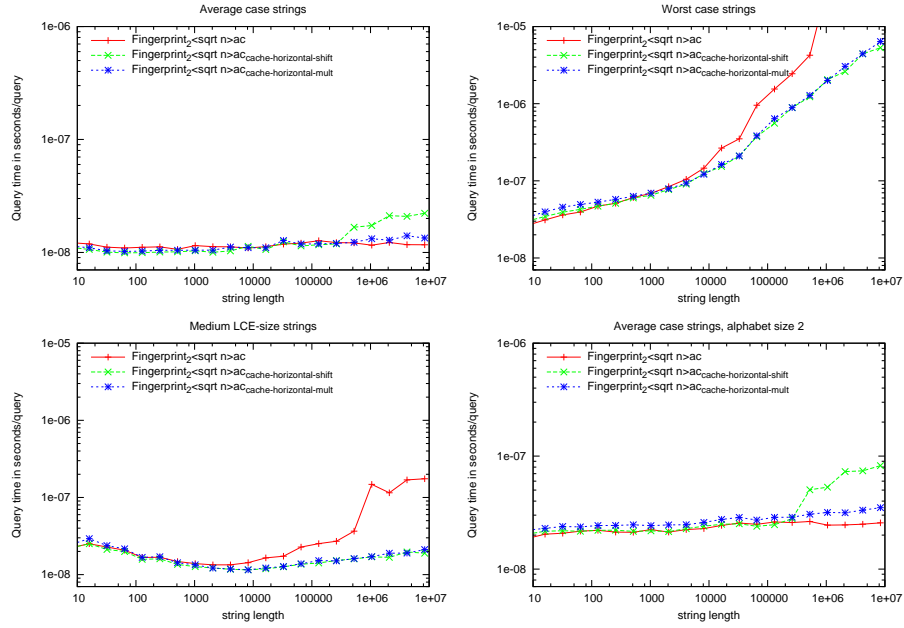 Average case strings
1e-06
1e-07
1e-08
Query time in seconds/query
Fingerprint2<sqrt n>ac
Fingerprint2<sqrt n>accache-horizontal-shift
Fingerprint2<sqrt n>accache-horizontal-mult
10 100 1000 10000 100000 1e+06 1e+07
string length
Worst case strings
1e-05
1e-06
1e-07
1e-08
Query time in seconds/query
Fingerprint2<sqrt n>ac
Fingerprint2<sqrt n>accache-horizontal-shift
Fingerprint2<sqrt n>accache-horizontal-mult
10 100 1000 10000 100000 1e+06 1e+07
string length
Medium LCE-size strings
1e-05
1e-06
1e-07
1e-08
Query time in seconds/query
Fingerprint2<sqrt n>ac
Fingerprint2<sqrt n>accache-horizontal-shift
Fingerprint2<sqrt n>accache-horizontal-mult
10 100 1000 10000 100000 1e+06 1e+07
string length
Average case strings, alphabet size 2
1e-06
1e-07
1e-08
Query time in seconds/query
Fingerprint2<sqrt n>ac
Fingerprint2<sqrt n>accache-horizontal-shift
Fingerprint2<sqrt n>accache-horizontal-mult
10 100 1000 10000 100000 1e+06 1e+07
string length